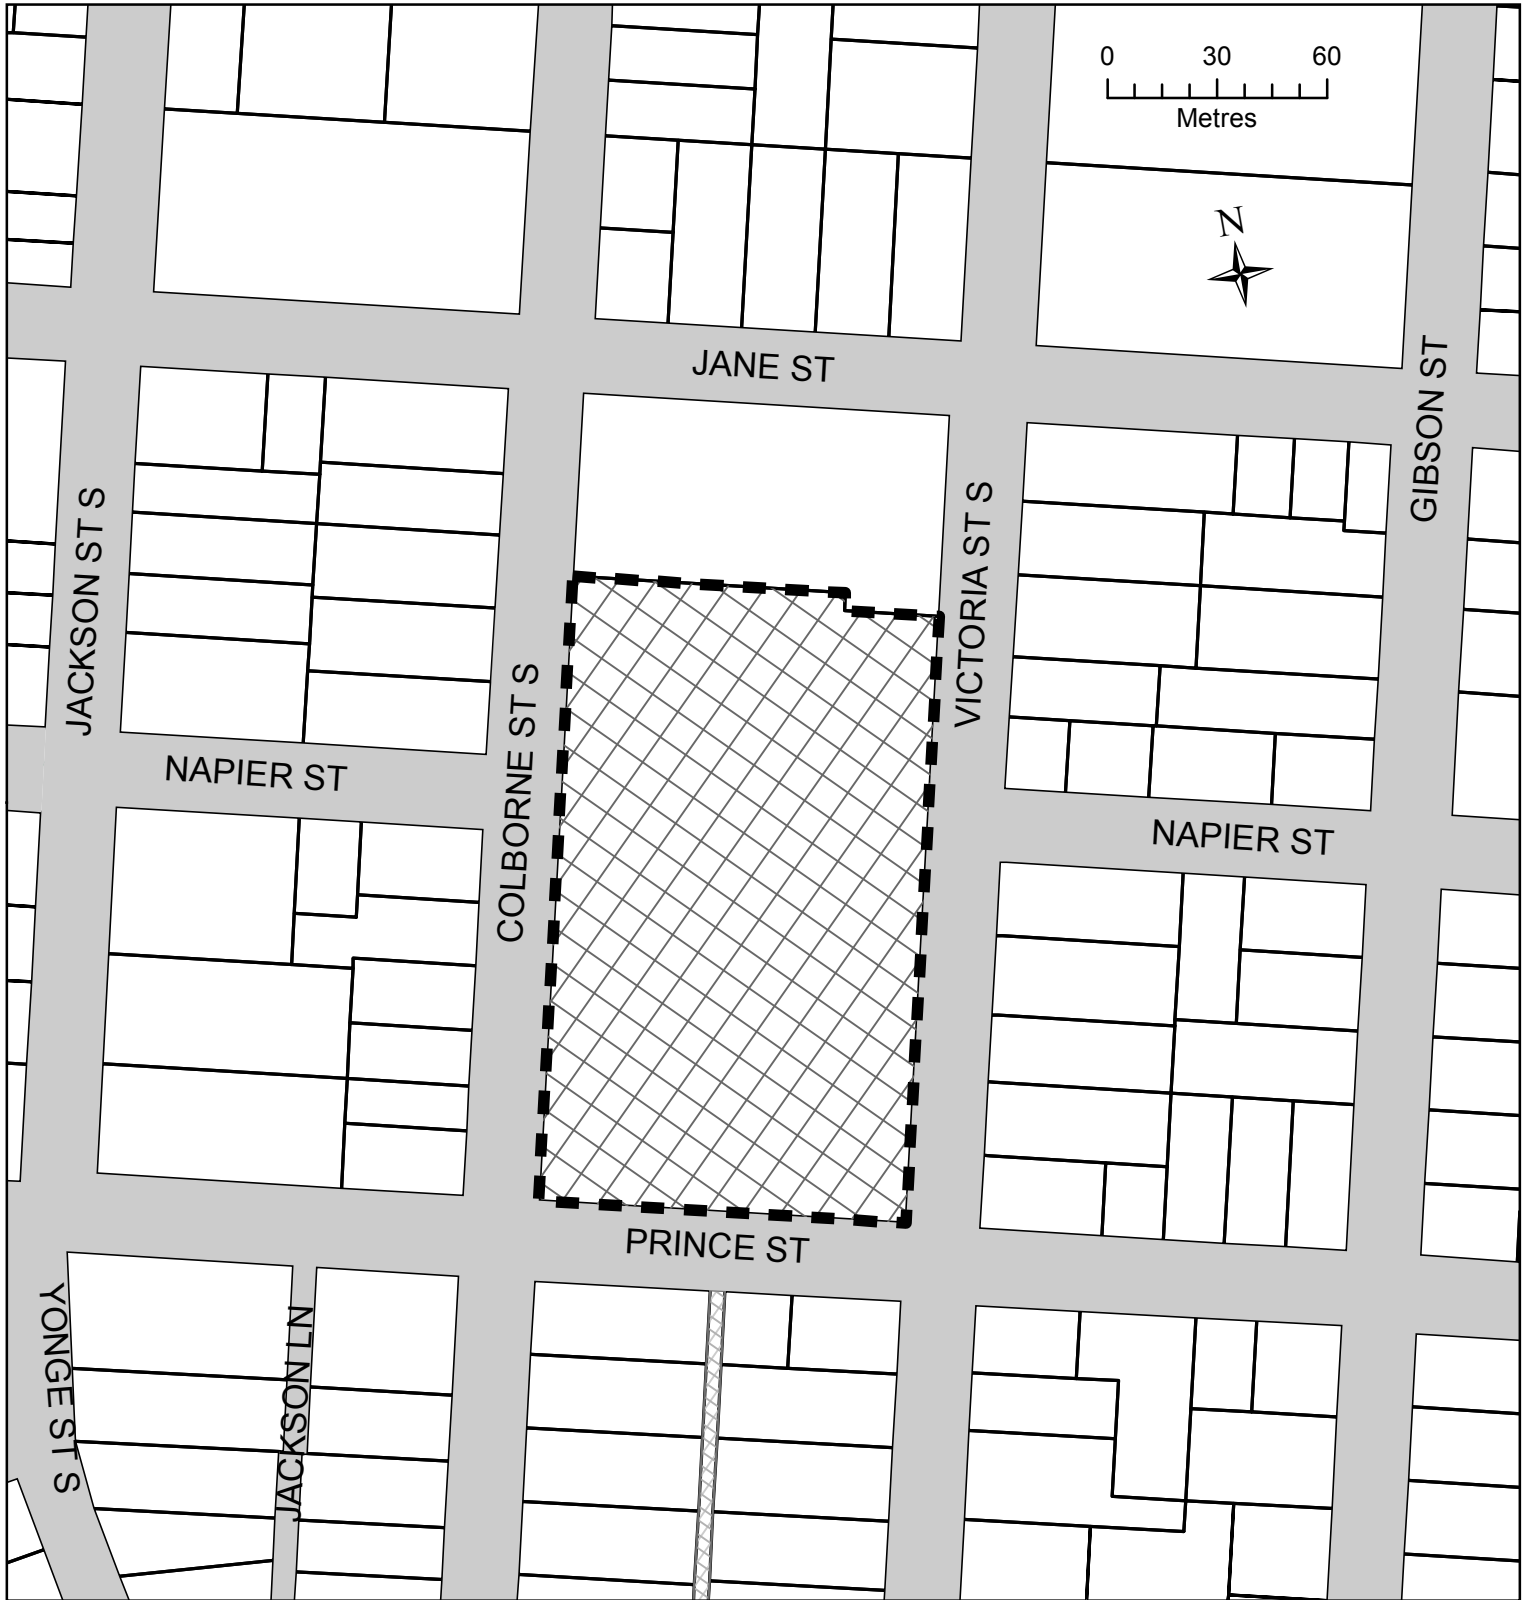 0 30 60
Metres
N
JANE ST
GIBSON ST
JACKSON ST S
VICTORIA ST S
COLBORNE ST S
NAPIER ST
NAPIER ST
PRINCE ST
YONGE ST S
JACKSON LN